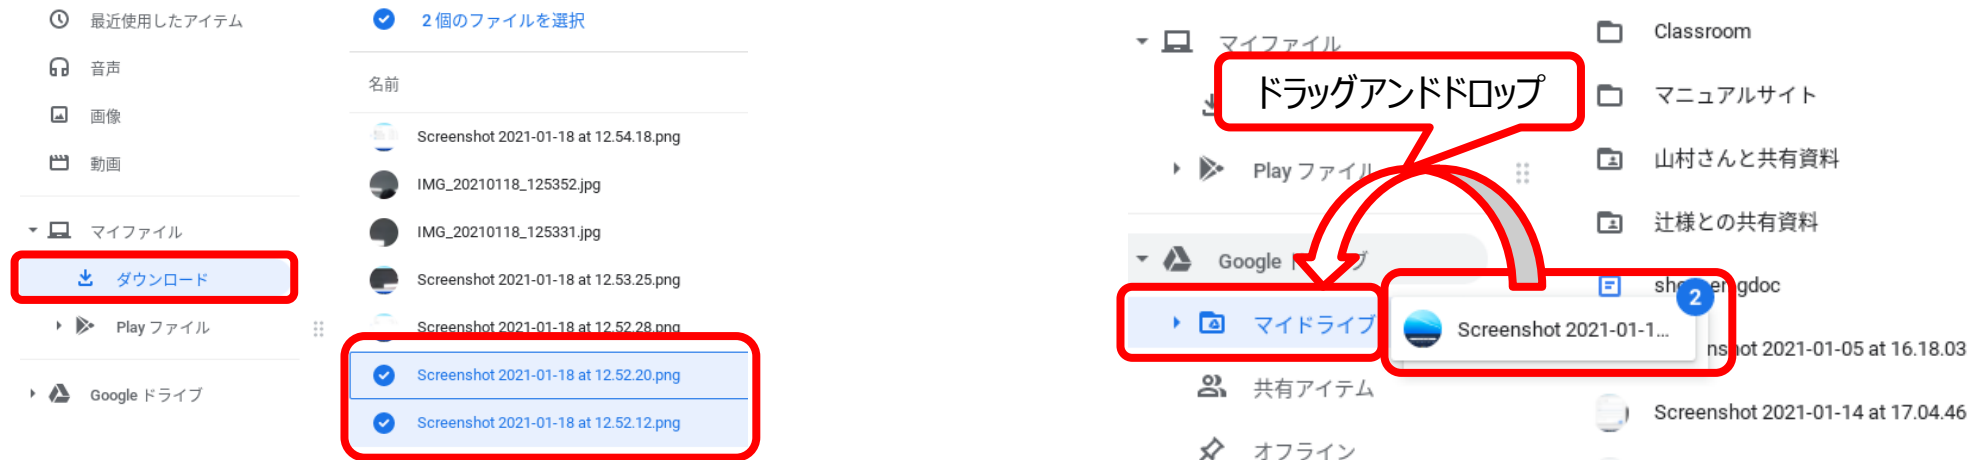 最近使用したアイテム
音声
画像
動画
マイファイル
ダウンロード
Play ファイル
Google ドライブ
2 個のファイルを選択
名前
Screenshot 2021-01-18 at 12.54.18.png
IMG_20210118_125352.jpg
IMG_20210118_125331.jpg
Screenshot 2021-01-18 at 12.53.25.png
Screenshot 2021-01-18 at 12.52.28.png
Screenshot 2021-01-18 at 12.52.20.png
Screenshot 2021-01-18 at 12.52.12.png
マイファイル
ドラッグアンドドロップ
Play ファイル
Google
マイドライブ
共有アイテム
オフライン
2
Screenshot 2021-01-1...
Classroom
マニュアルサイト
山村さんと共有資料
辻様との共有資料
2021-01-05 at 16.18.03
Screenshot 2021-01-14 at 17.04.46